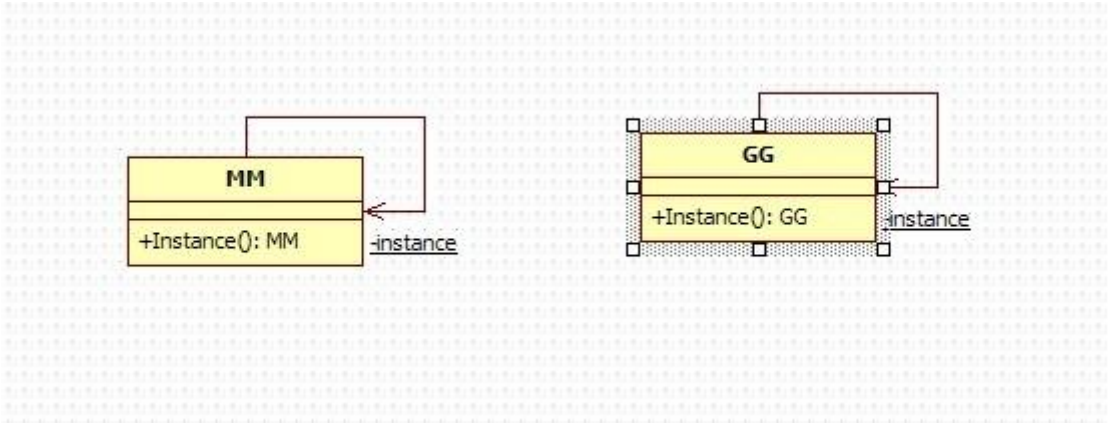 MM
+Instance(): MM
-instance
GG
+Instance(): GG
-instance